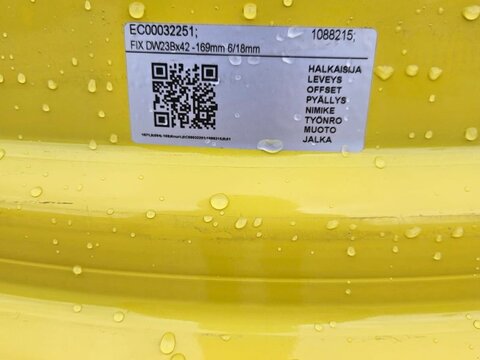 EC00032251; 1088215;
FIX DW23Bx42 -169mm 6/18mm
HALKAISIJA
LEVEYS
OFFSET
PYÄLLYS
NIMIKE
TYÖNRO
MUOTO
JALKA